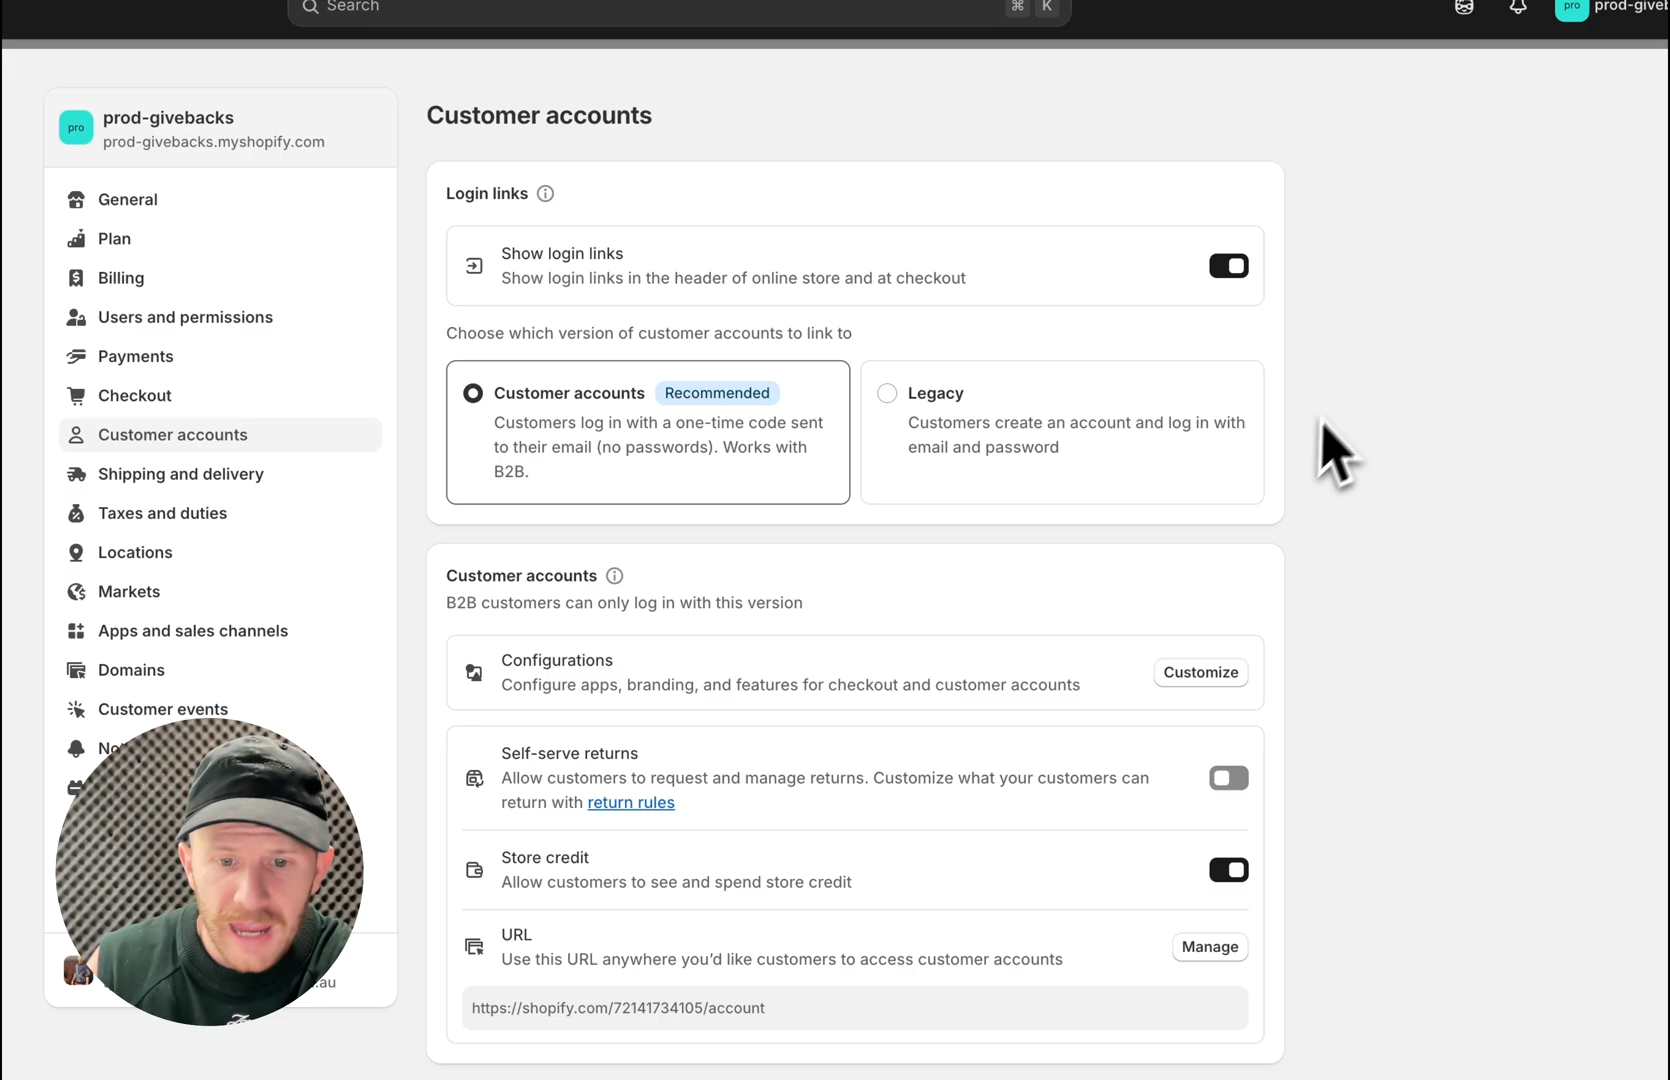 Search
⌘ K
pro
prod-giveb
pro
prod-givebacks
prod-givebacks.myshopify.com
General
Plan
Billing
Users and permissions
Payments
Checkout
Customer accounts
Shipping and delivery
Taxes and duties
Locations
Markets
Apps and sales channels
Domains
Customer events
.au
Customer accounts
Login links
Show login links
Show login links in the header of online store and at checkout
Choose which version of customer accounts to link to
Customer accounts Recommended
Customers log in with a one-time code sent
to their email (no passwords). Works with
B2B.
Legacy
Customers create an account and log in with
email and password
Customer accounts
B2B customers can only log in with this version
Configurations
Configure apps, branding, and features for checkout and customer accounts
Customize
Self-serve returns
Allow customers to request and manage returns. Customize what your customers can
return with return rules
Store credit
Allow customers to see and spend store credit
URL
Use this URL anywhere you’d like customers to access customer accounts
Manage
https://shopify.com/72141734105/account